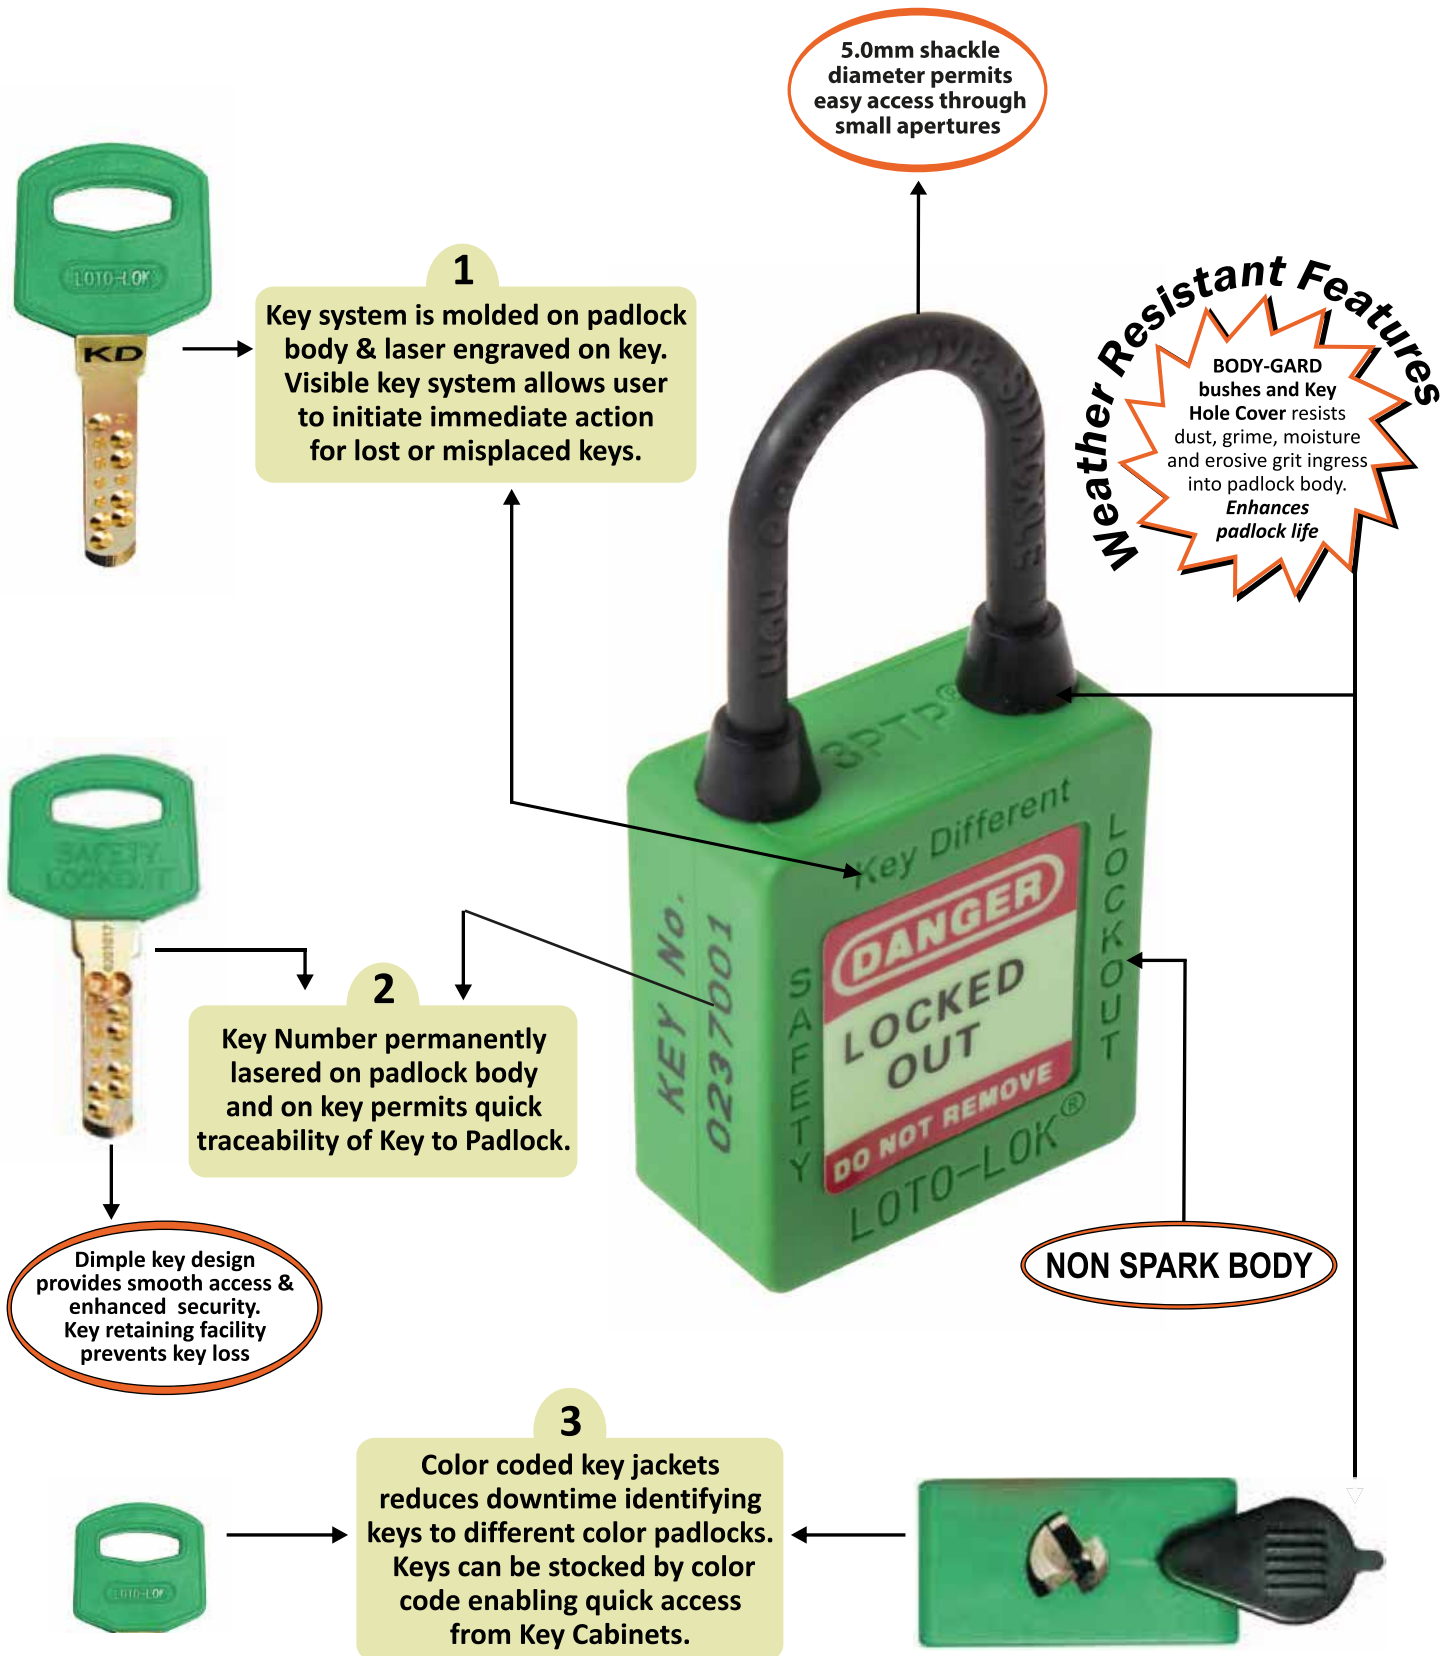 5.0mm shackle
diameter permits
easy access through
small apertures
LOTO-LOK
KD
1
Key system is molded on padlock
body & laser engraved on key.
Visible key system allows user
to initiate immediate action
for lost or misplaced keys.
Weather Resistant Features
BODY-GARD
bushes and Key
Hole Cover resists
dust, grime, moisture
and erosive grit ingress
into padlock body.
Enhances
padlock life
3PTP®
Key Different
SAFETY
LOCKOUT
DANGER
LOCKED
OUT
DO NOT REMOVE
LOTO-LOK®
KEY No.
0237001
SAFETY
LOCKOUT
2
Key Number permanently
lasered on padlock body
and on key permits quick
traceability of Key to Padlock.
Dimple key design
provides smooth access &
enhanced security.
Key retaining facility
prevents key loss
NON SPARK BODY
3
Color coded key jackets
reduces downtime identifying
keys to different color padlocks.
Keys can be stocked by color
code enabling quick access
from Key Cabinets.
LOTO-LOK